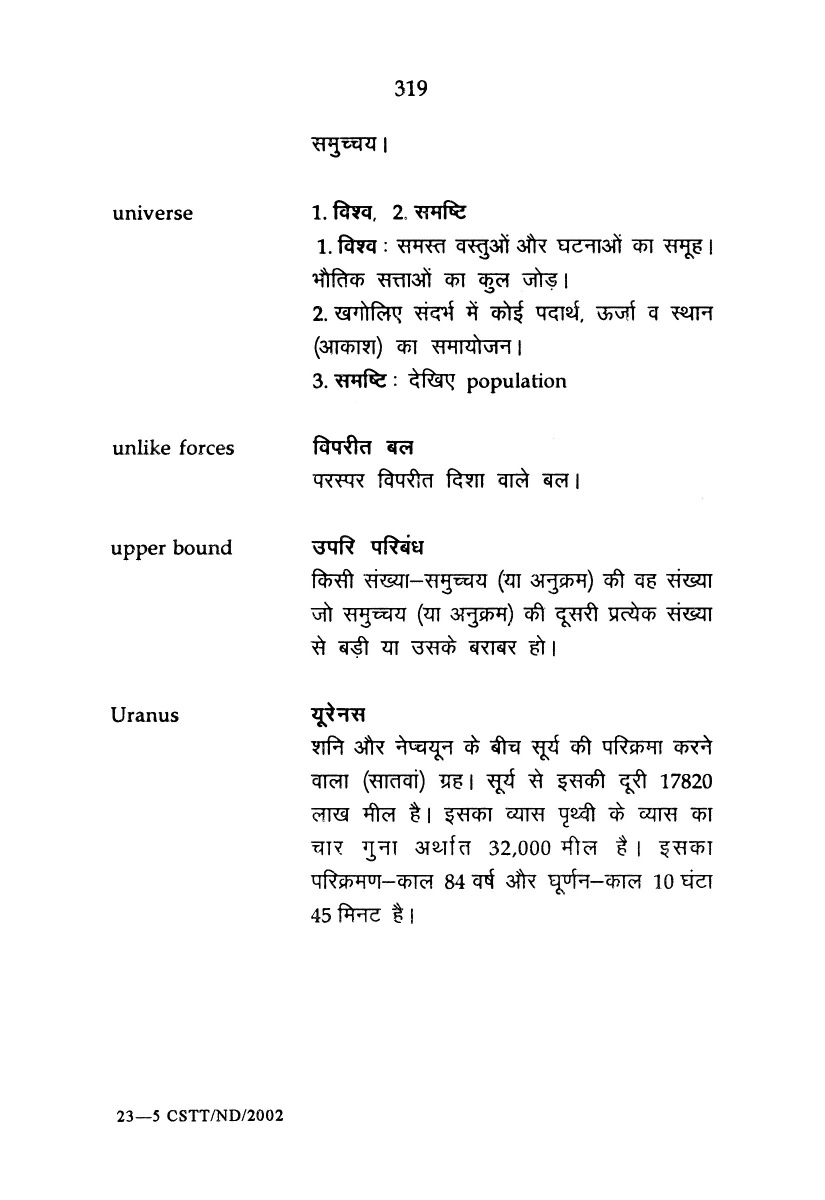 319
समुच्चय।
universe 1. विश्व, 2. समष्टि
1. विश्व : समस्त वस्तुओं और घटनाओं का समूह।
भौतिक सत्ताओं का कुल जोड़।
2. खगोलिए संदर्भ में कोई पदार्थ, ऊर्जा व स्थान
(आकाश) का समायोजन।
3. समष्टि : देखिए population
unlike forces विपरीत बल
परस्पर विपरीत दिशा वाले बल।
upper bound उपरि परिबंध
किसी संख्या–समुच्चय (या अनुक्रम) की वह संख्या
जो समुच्चय (या अनुक्रम) की दूसरी प्रत्येक संख्या
से बड़ी या उसके बराबर हो।
Uranus यूरेनस
शनि और नेप्चयून के बीच सूर्य की परिक्रमा करने
वाला (सातवां) ग्रह। सूर्य से इसकी दूरी 17820
लाख मील है। इसका व्यास पृथ्वी के व्यास का
चार गुना अर्थात 32,000 मील है। इसका
परिक्रमण–काल 84 वर्ष और घूर्णन–काल 10 घंटा
45 मिनट है।
23—5 CSTT/ND/2002